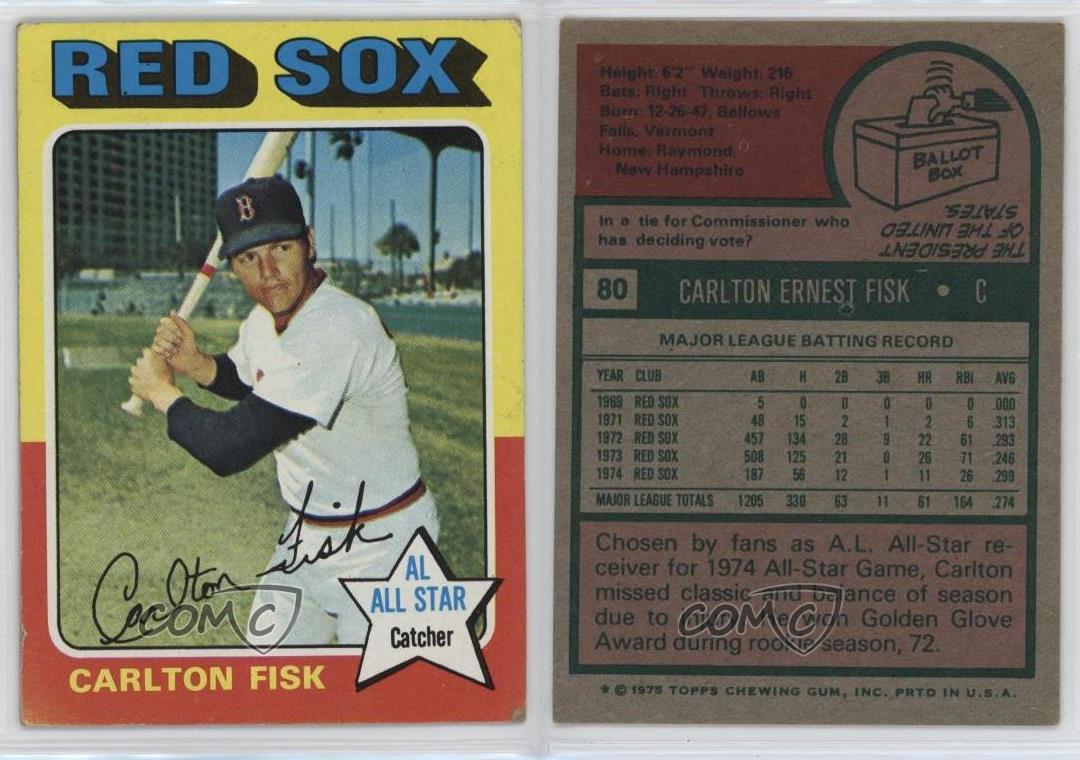 RED SOX
Carlton Fisk
AL
ALL STAR
Catcher
COMC
CARLTON FISK
Height: 6'2" Weight: 216
Bats: Right Throws: Right
Born: 12-26-47, Bellows
Falls, Vermont
Home: Raymond,
New Hampshire
BALLOT
BOX
In a tie for Commissioner who
has deciding vote?
THE PRESIDENT
OF THE UNITED
STATES.
80 CARLTON ERNEST FISK • C
MAJOR LEAGUE BATTING RECORD
YEAR CLUB AB H 2B 3B HR RBI AVG
1969 RED SOX 5 0 0 0 0 0 .000
1971 RED SOX 48 15 2 1 2 6 .313
1972 RED SOX 457 134 28 9 22 61 .293
1973 RED SOX 508 125 21 0 26 71 .246
1974 RED SOX 187 56 12 1 11 26 .299
MAJOR LEAGUE TOTALS 1205 330 63 11 61 164 .274
Chosen by fans as A.L. All-Star re-
ceiver for 1974 All-Star Game, Carlton
missed classic and balance of season
due to injury. He won Golden Glove
Award during rookie season, 72.
COMC
* © 1975 TOPPS CHEWING GUM, INC. PRTD IN U.S.A.